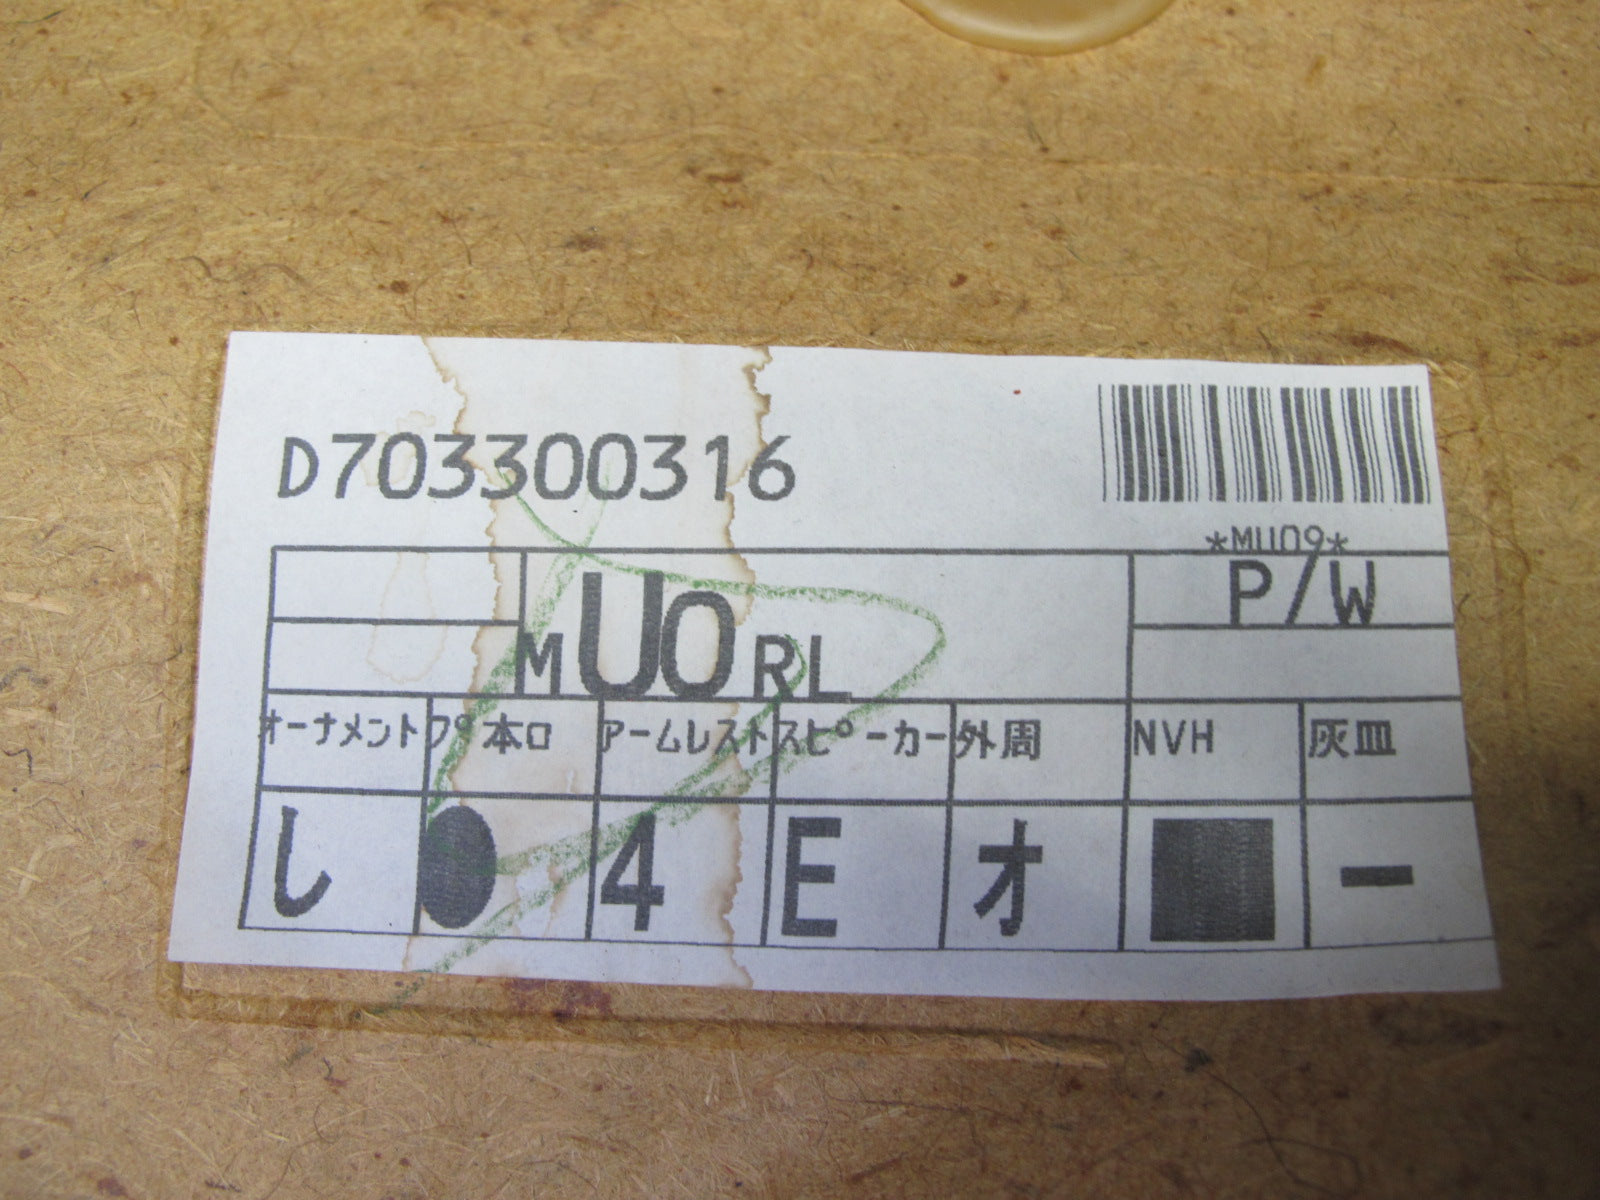 D703300316
*MU09*
P/W
MUORL
オーナメント プ゜本ロ アームレスト スピーカー 外周 NVH 灰皿
し ● 4 E オ ■ ー